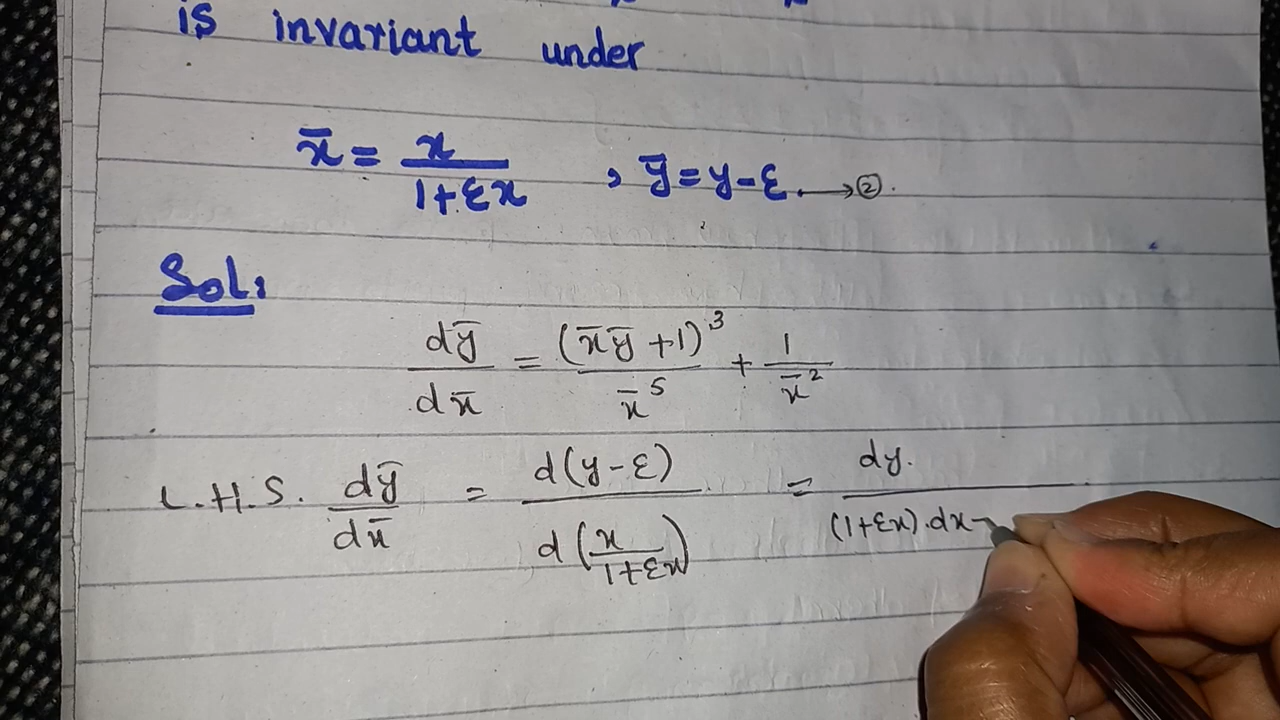 is invariant under
x̄ = x/(1+εx) , ȳ = y-ε. → ②.
Sol:
dȳ/dx̄ = (x̄ȳ+1)³/x̄⁵ + 1/x̄²
L.H.S. dȳ/dx̄ = d(y-ε)/d(x/(1+εx)) = dy./(1+εx).dx-